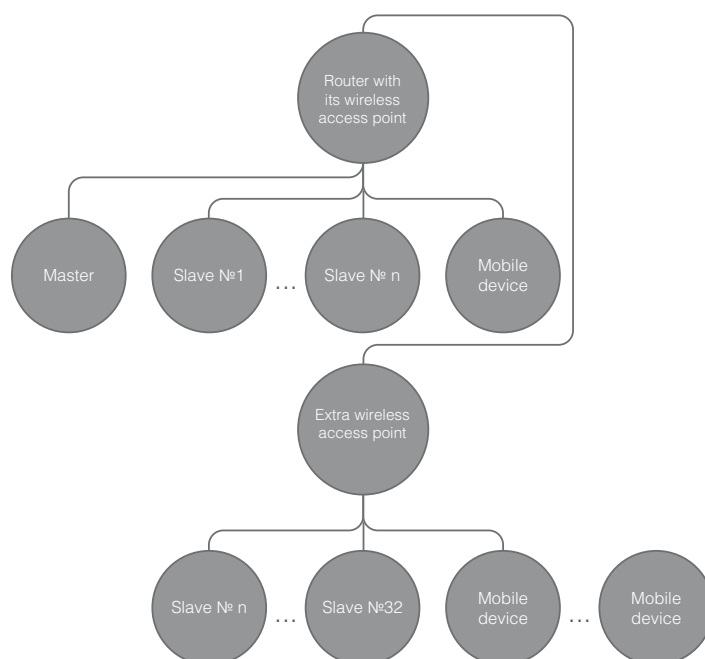 Router with
its wireless
access point
Master
Slave №1
...
Slave № n
Mobile
device
Extra wireless
access point
Slave № n
...
Slave №32
Mobile
device
...
Mobile
device